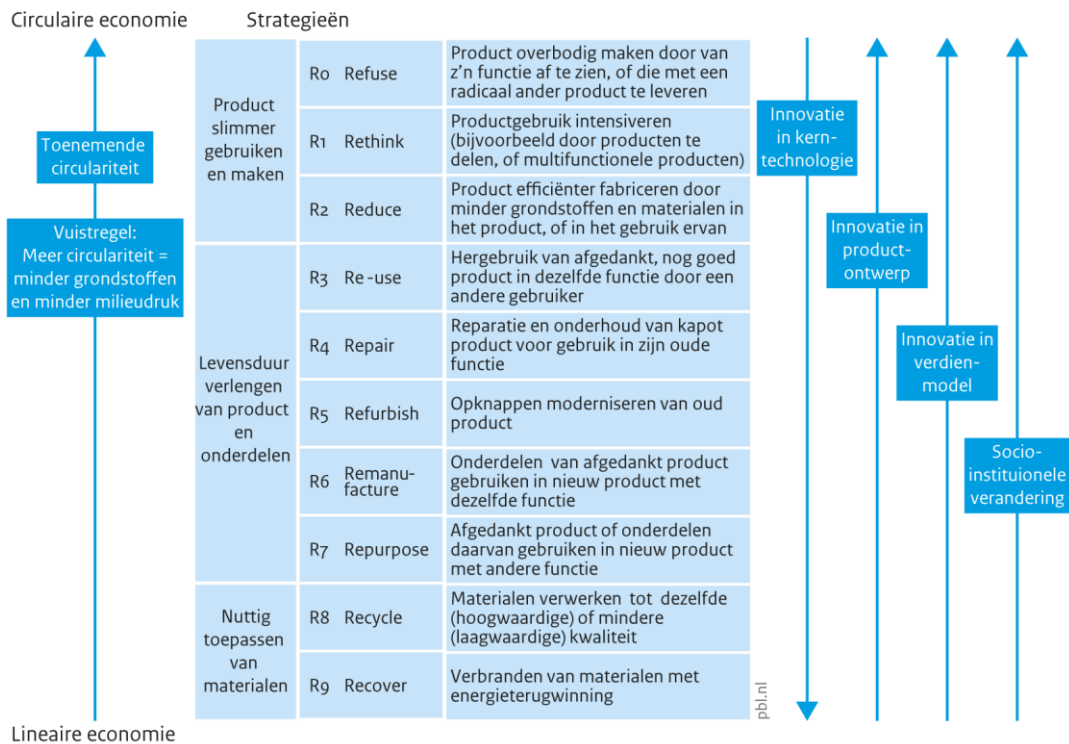 Circulaire economie
Strategieën
Toenemende
circulariteit
Vuistregel:
Meer circulariteit =
minder grondstoffen
en minder milieudruk
Lineaire economie
Product
slimmer
gebruiken
en maken
R0 Refuse
Product overbodig maken door van
z'n functie af te zien, of die met een
radicaal ander product te leveren
R1 Rethink
Productgebruik intensiveren
(bijvoorbeeld door producten te
delen, of multifunctionele producten)
R2 Reduce
Product efficiënter fabriceren door
minder grondstoffen en materialen in
het product, of in het gebruik ervan
Levensduur
verlengen
van product
en
onderdelen
R3 Re-use
Hergebruik van afgedankt, nog goed
product in dezelfde functie door een
andere gebruiker
R4 Repair
Reparatie en onderhoud van kapot
product voor gebruik in zijn oude
functie
R5 Refurbish
Opknappen moderniseren van oud
product
R6 Remanu-
facture
Onderdelen van afgedankt product
gebruiken in nieuw product met
dezelfde functie
R7 Repurpose
Afgedankt product of onderdelen
daarvan gebruiken in nieuw product
met andere functie
Nuttig
toepassen
van
materialen
R8 Recycle
Materialen verwerken tot dezelfde
(hoogwaardige) of mindere
(laagwaardige) kwaliteit
R9 Recover
Verbranden van materialen met
energieterugwinning
pbl.nl
Innovatie
in kern-
technologie
Innovatie in
product-
ontwerp
Innovatie in
verdien-
model
Socio-
instituionele
verandering